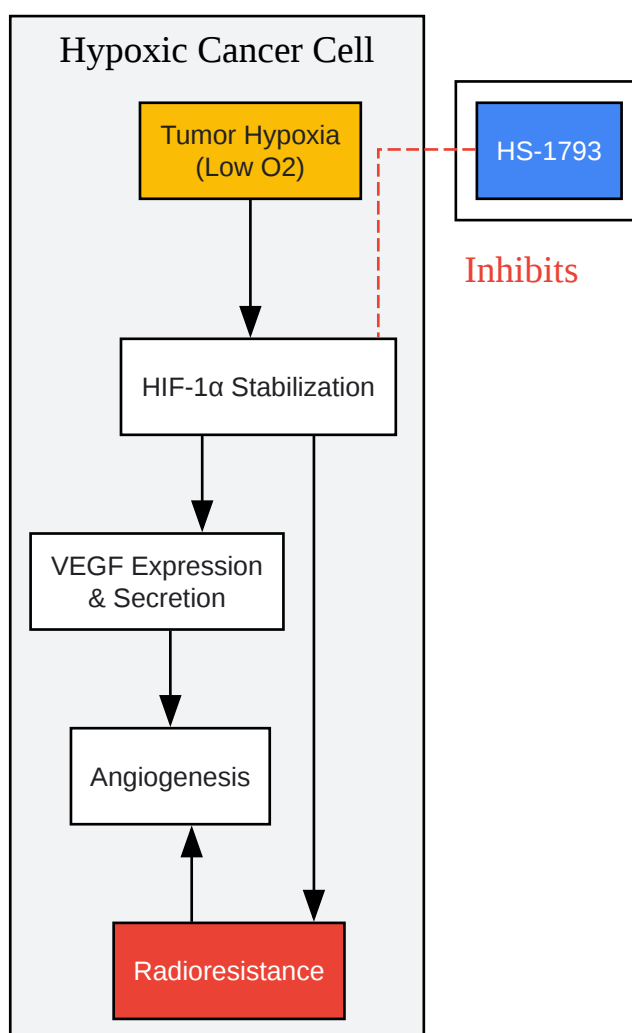 Hypoxic Cancer Cell
Tumor Hypoxia
(Low O2)
HS-1793
Inhibits
HIF-1α Stabilization
VEGF Expression
& Secretion
Angiogenesis
Radioresistance